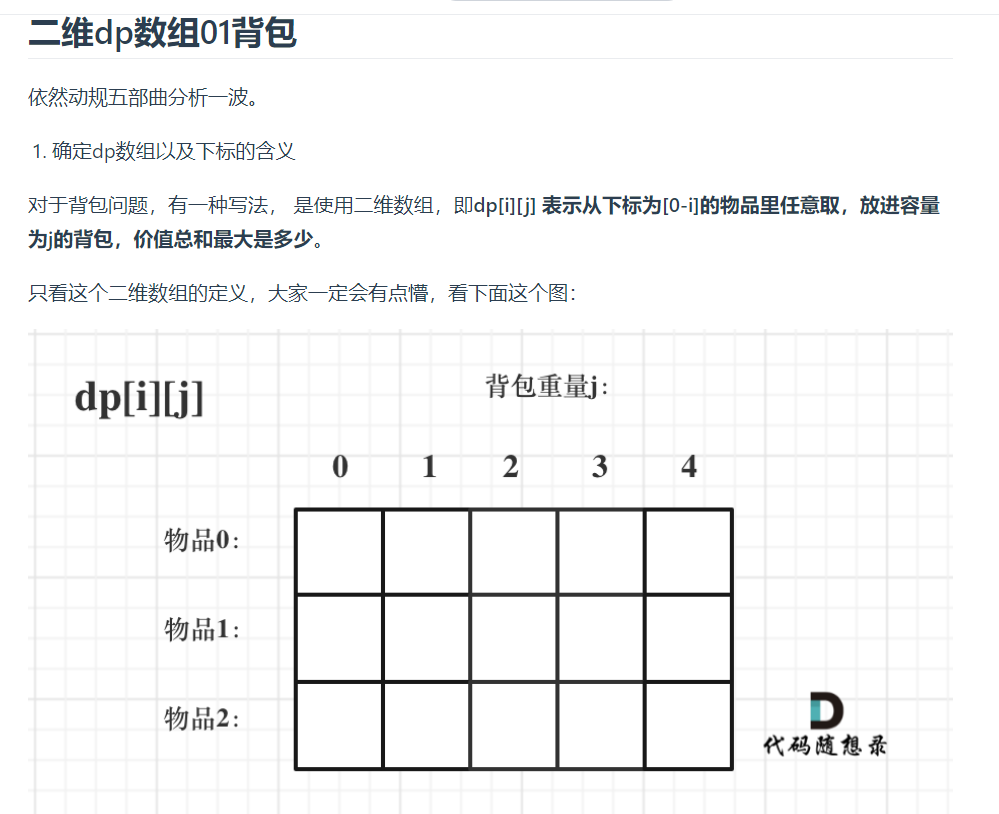 二维dp数组01背包
依然动规五部曲分析一波。
1. 确定dp数组以及下标的含义
对于背包问题，有一种写法， 是使用二维数组，即dp[i][j] 表示从下标为[0-i]的物品里任意取，放进容量
为j的背包，价值总和最大是多少。
只看这个二维数组的定义，大家一定会有点懵，看下面这个图：
dp[i][j]
背包重量j：
0 1 2 3 4
物品0：
物品1：
物品2：
代码随想录